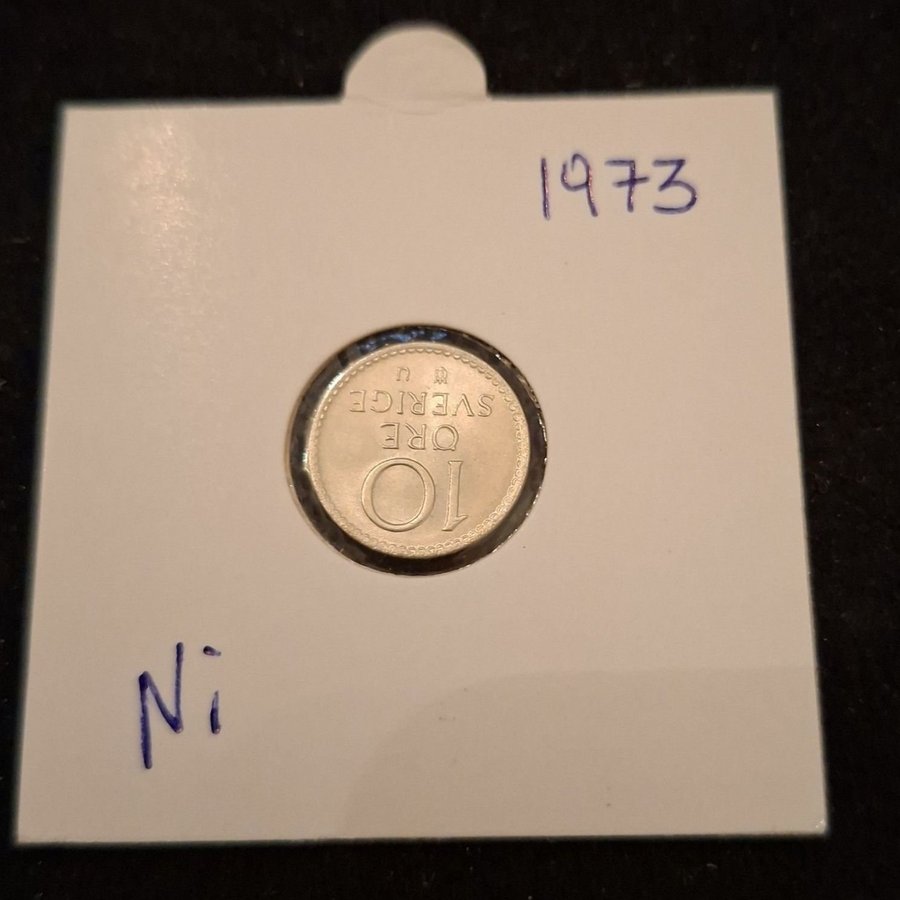 1973
10
ÖRE
SVERIGE
U
Ni